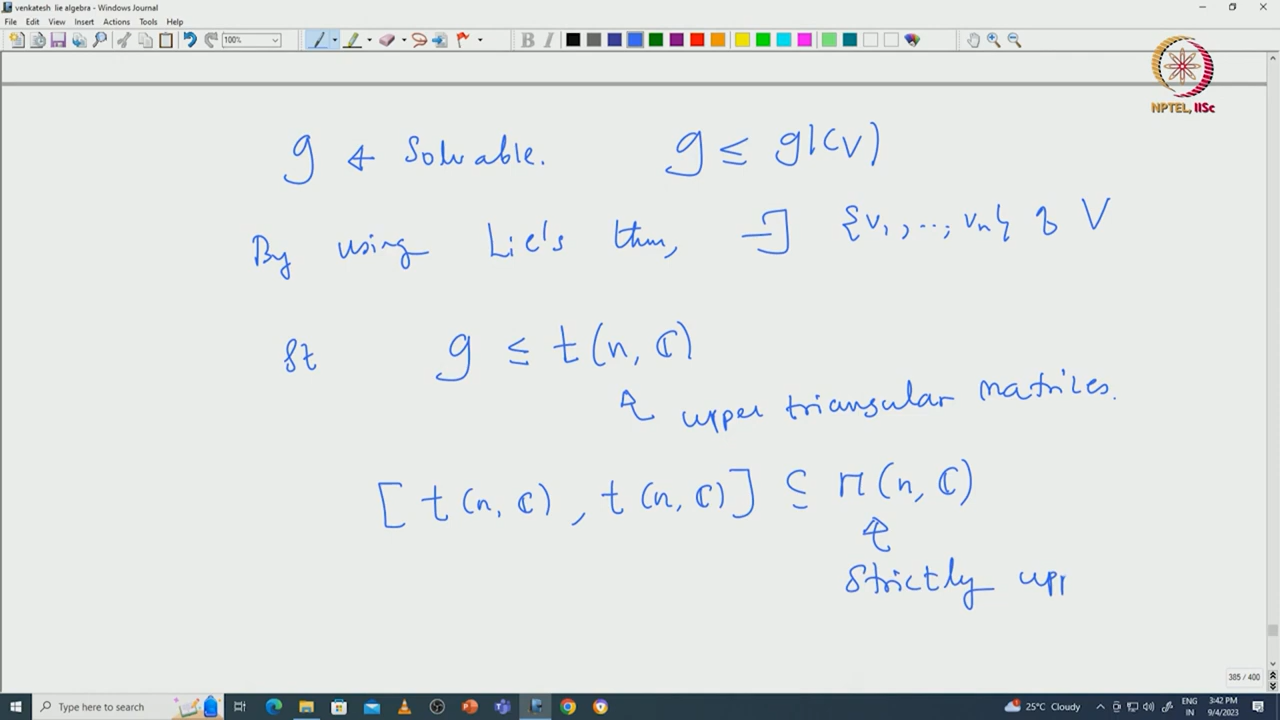 venkatesh lie algebra - Windows Journal
File Edit View Insert Actions Tools Help
100%
B I
NPTEL, IISc
g ← Solvable. g ≤ gl(V)
By using Lie's thm, ∃ {v₁, .., vₙ} of V
st g ≤ t(n, ℂ)
↑ upper triangular matrices.
[t(n, ℂ), t(n, ℂ)] ⊆ n(n, ℂ)
↑
Strictly upp
385 / 400
Type here to search
25°C Cloudy
ENG
IN
3:42 PM
9/4/2023